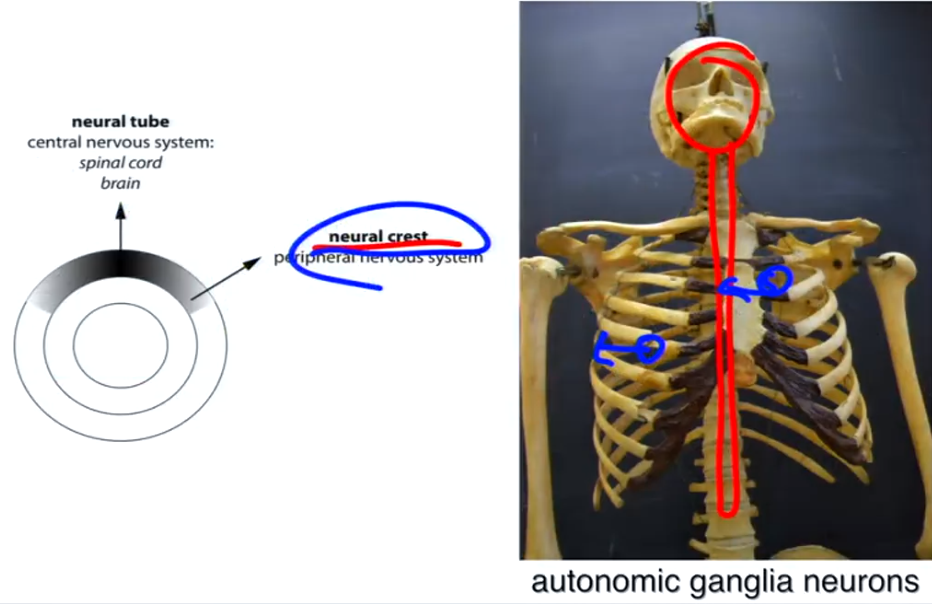 neural tube
central nervous system:
spinal cord
brain
neural crest
peripheral nervous system
autonomic ganglia neurons